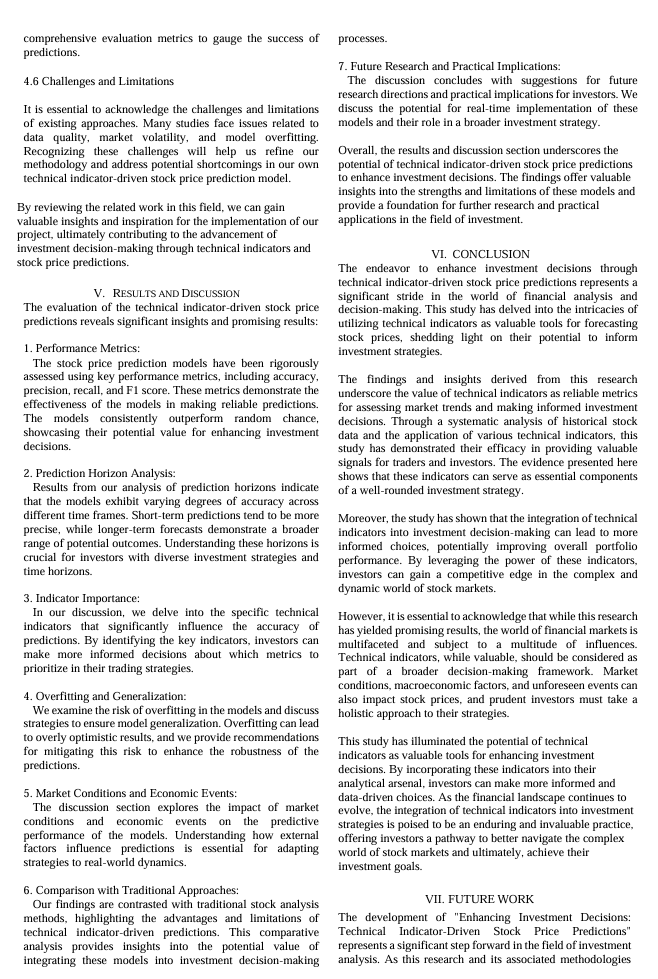 comprehensive evaluation metrics to gauge the success of
predictions.
4.6 Challenges and Limitations
It is essential to acknowledge the challenges and limitations
of existing approaches. Many studies face issues related to
data quality, market volatility, and model overfitting.
Recognizing these challenges will help us refine our
methodology and address potential shortcomings in our own
technical indicator-driven stock price prediction model.
By reviewing the related work in this field, we can gain
valuable insights and inspiration for the implementation of our
project, ultimately contributing to the advancement of
investment decision-making through technical indicators and
stock price predictions.
V. RESULTS AND DISCUSSION
The evaluation of the technical indicator-driven stock price
predictions reveals significant insights and promising results:
1. Performance Metrics:
The stock price prediction models have been rigorously
assessed using key performance metrics, including accuracy,
precision, recall, and F1 score. These metrics demonstrate the
effectiveness of the models in making reliable predictions.
The models consistently outperform random chance,
showcasing their potential value for enhancing investment
decisions.
2. Prediction Horizon Analysis:
Results from our analysis of prediction horizons indicate
that the models exhibit varying degrees of accuracy across
different time frames. Short-term predictions tend to be more
precise, while longer-term forecasts demonstrate a broader
range of potential outcomes. Understanding these horizons is
crucial for investors with diverse investment strategies and
time horizons.
3. Indicator Importance:
In our discussion, we delve into the specific technical
indicators that significantly influence the accuracy of
predictions. By identifying the key indicators, investors can
make more informed decisions about which metrics to
prioritize in their trading strategies.
4. Overfitting and Generalization:
We examine the risk of overfitting in the models and discuss
strategies to ensure model generalization. Overfitting can lead
to overly optimistic results, and we provide recommendations
for mitigating this risk to enhance the robustness of the
predictions.
5. Market Conditions and Economic Events:
The discussion section explores the impact of market
conditions and economic events on the predictive
performance of the models. Understanding how external
factors influence predictions is essential for adapting
strategies to real-world dynamics.
6. Comparison with Traditional Approaches:
Our findings are contrasted with traditional stock analysis
methods, highlighting the advantages and limitations of
technical indicator-driven predictions. This comparative
analysis provides insights into the potential value of
integrating these models into investment decision-making
processes.
7. Future Research and Practical Implications:
The discussion concludes with suggestions for future
research directions and practical implications for investors. We
discuss the potential for real-time implementation of these
models and their role in a broader investment strategy.
Overall, the results and discussion section underscores the
potential of technical indicator-driven stock price predictions
to enhance investment decisions. The findings offer valuable
insights into the strengths and limitations of these models and
provide a foundation for further research and practical
applications in the field of investment.
VI. CONCLUSION
The endeavor to enhance investment decisions through
technical indicator-driven stock price predictions represents a
significant stride in the world of financial analysis and
decision-making. This study has delved into the intricacies of
utilizing technical indicators as valuable tools for forecasting
stock prices, shedding light on their potential to inform
investment strategies.
The findings and insights derived from this research
underscore the value of technical indicators as reliable metrics
for assessing market trends and making informed investment
decisions. Through a systematic analysis of historical stock
data and the application of various technical indicators, this
study has demonstrated their efficacy in providing valuable
signals for traders and investors. The evidence presented here
shows that these indicators can serve as essential components
of a well-rounded investment strategy.
Moreover, the study has shown that the integration of technical
indicators into investment decision-making can lead to more
informed choices, potentially improving overall portfolio
performance. By leveraging the power of these indicators,
investors can gain a competitive edge in the complex and
dynamic world of stock markets.
However, it is essential to acknowledge that while this research
has yielded promising results, the world of financial markets is
multifaceted and subject to a multitude of influences.
Technical indicators, while valuable, should be considered as
part of a broader decision-making framework. Market
conditions, macroeconomic factors, and unforeseen events can
also impact stock prices, and prudent investors must take a
holistic approach to their strategies.
This study has illuminated the potential of technical
indicators as valuable tools for enhancing investment
decisions. By incorporating these indicators into their
analytical arsenal, investors can make more informed and
data-driven choices. As the financial landscape continues to
evolve, the integration of technical indicators into investment
strategies is poised to be an enduring and invaluable practice,
offering investors a pathway to better navigate the complex
world of stock markets and ultimately, achieve their
investment goals.
VII. FUTURE WORK
The development of "Enhancing Investment Decisions:
Technical Indicator-Driven Stock Price Predictions"
represents a significant step forward in the field of investment
analysis. As this research and its associated methodologies